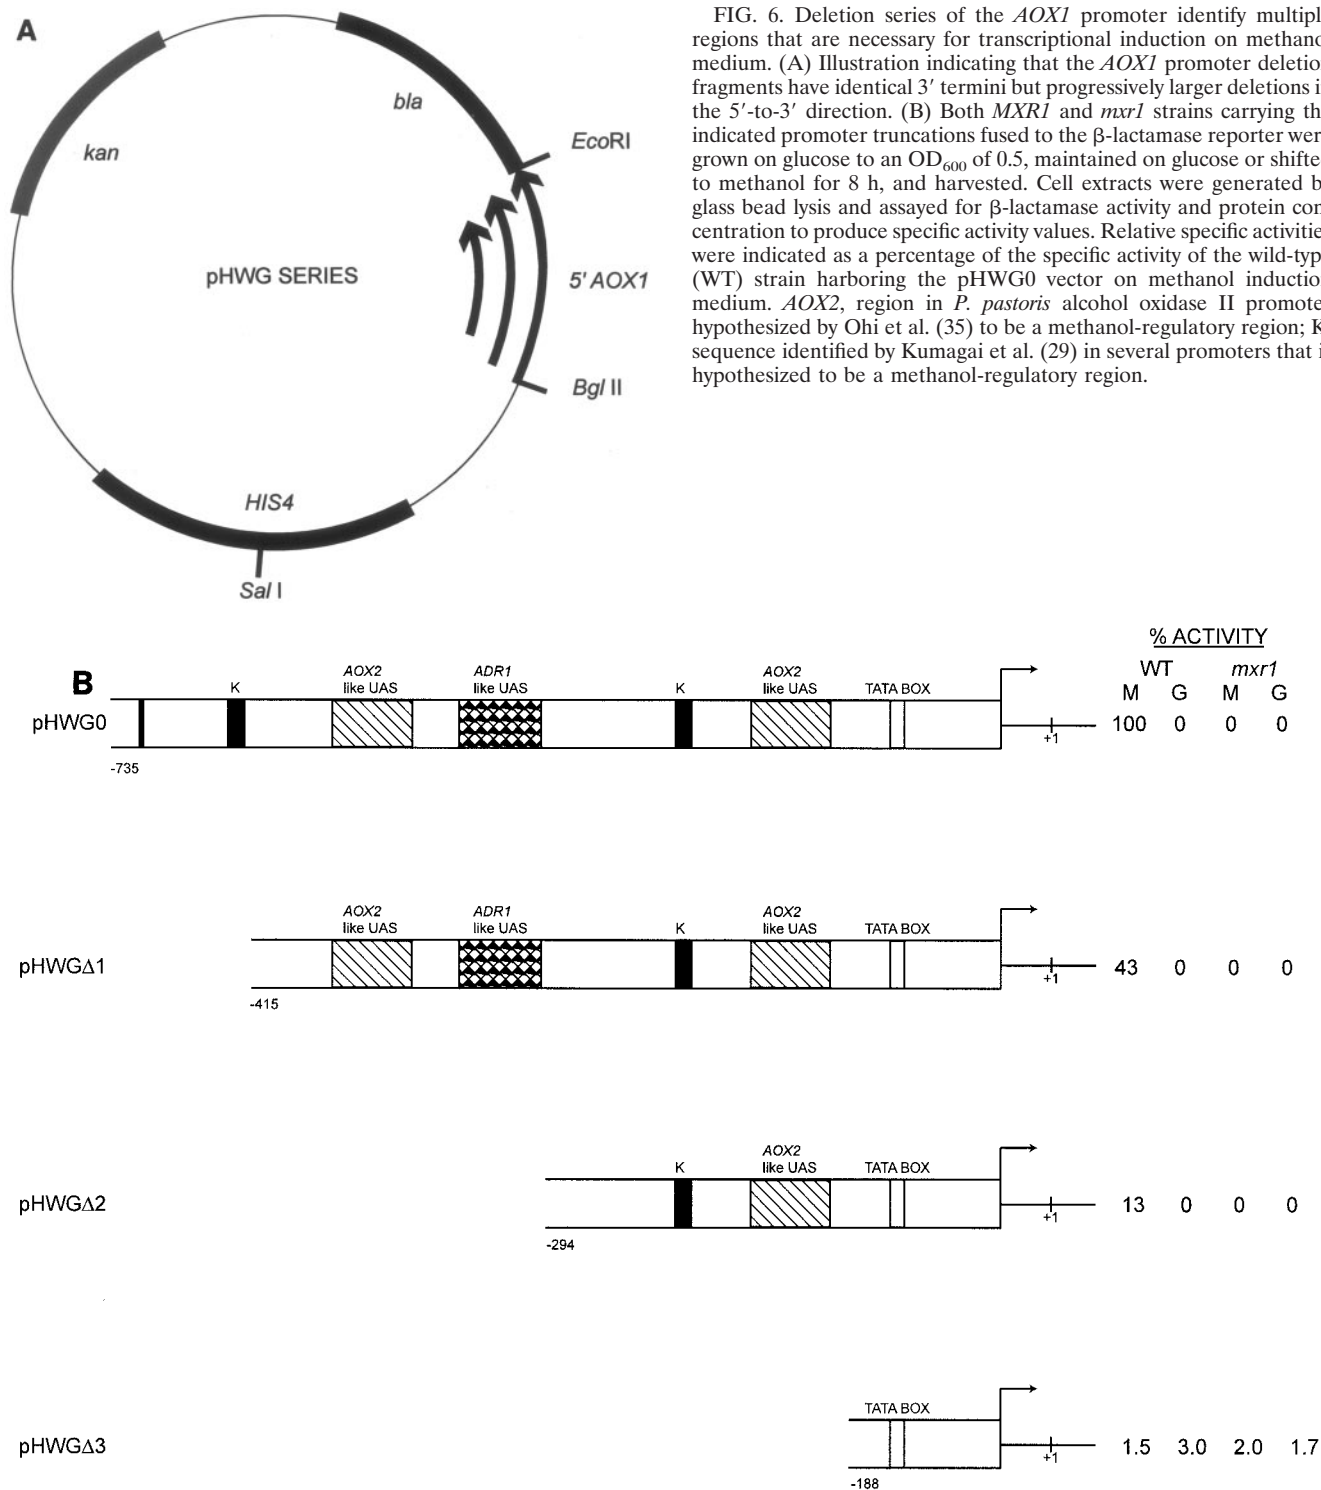 A
bla
kan
EcoRI
pHWG SERIES
5' AOX1
Bgl II
HIS4
Sal I
FIG. 6. Deletion series of the AOX1 promoter identify multipl
regions that are necessary for transcriptional induction on methano
medium. (A) Illustration indicating that the AOX1 promoter deletio
fragments have identical 3′ termini but progressively larger deletions i
the 5′-to-3′ direction. (B) Both MXR1 and mxr1 strains carrying th
indicated promoter truncations fused to the β-lactamase reporter wer
grown on glucose to an OD600 of 0.5, maintained on glucose or shifte
to methanol for 8 h, and harvested. Cell extracts were generated b
glass bead lysis and assayed for β-lactamase activity and protein con
centration to produce specific activity values. Relative specific activitie
were indicated as a percentage of the specific activity of the wild-typ
(WT) strain harboring the pHWG0 vector on methanol inductio
medium. AOX2, region in P. pastoris alcohol oxidase II promote
hypothesized by Ohi et al. (35) to be a methanol-regulatory region; K
sequence identified by Kumagai et al. (29) in several promoters that i
hypothesized to be a methanol-regulatory region.
% ACTIVITY
WT mxr1
M G M G
B
K AOX2 like UAS ADR1 like UAS K AOX2 like UAS TATA BOX
pHWG0 +1 100 0 0 0
-735
AOX2 like UAS ADR1 like UAS K AOX2 like UAS TATA BOX
pHWGΔ1 +1 43 0 0 0
-415
K AOX2 like UAS TATA BOX
pHWGΔ2 +1 13 0 0 0
-294
TATA BOX
pHWGΔ3 +1 1.5 3.0 2.0 1.7
-188